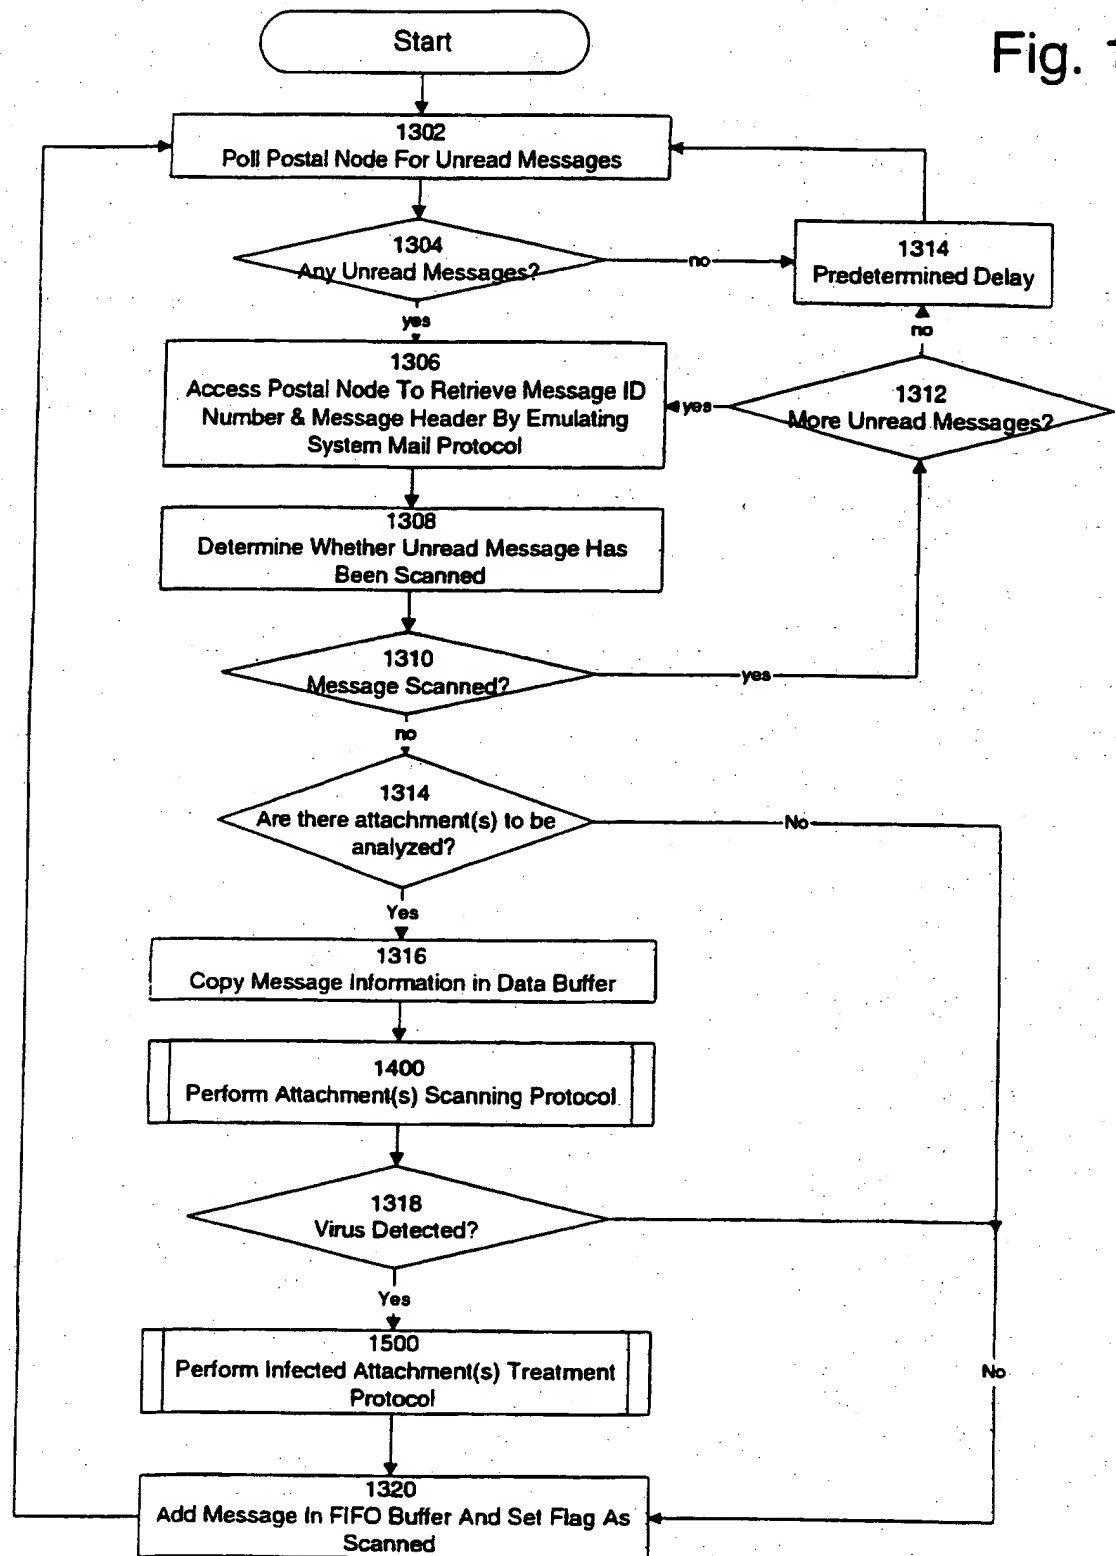 Start
Fig. 1
1302
Poll Postal Node For Unread Messages
1304
Any Unread Messages?
no
1314
Predetermined Delay
yes
no
1306
Access Postal Node To Retrieve Message ID
Number & Message Header By Emulating
System Mail Protocol
yes
1312
More Unread Messages?
1308
Determine Whether Unread Message Has
Been Scanned
1310
Message Scanned?
yes
no
1314
Are there attachment(s) to be
analyzed?
No
Yes
1316
Copy Message Information in Data Buffer
1400
Perform Attachment(s) Scanning Protocol
1318
Virus Detected?
Yes
1500
Perform Infected Attachment(s) Treatment
Protocol
No
1320
Add Message In FIFO Buffer And Set Flag As
Scanned